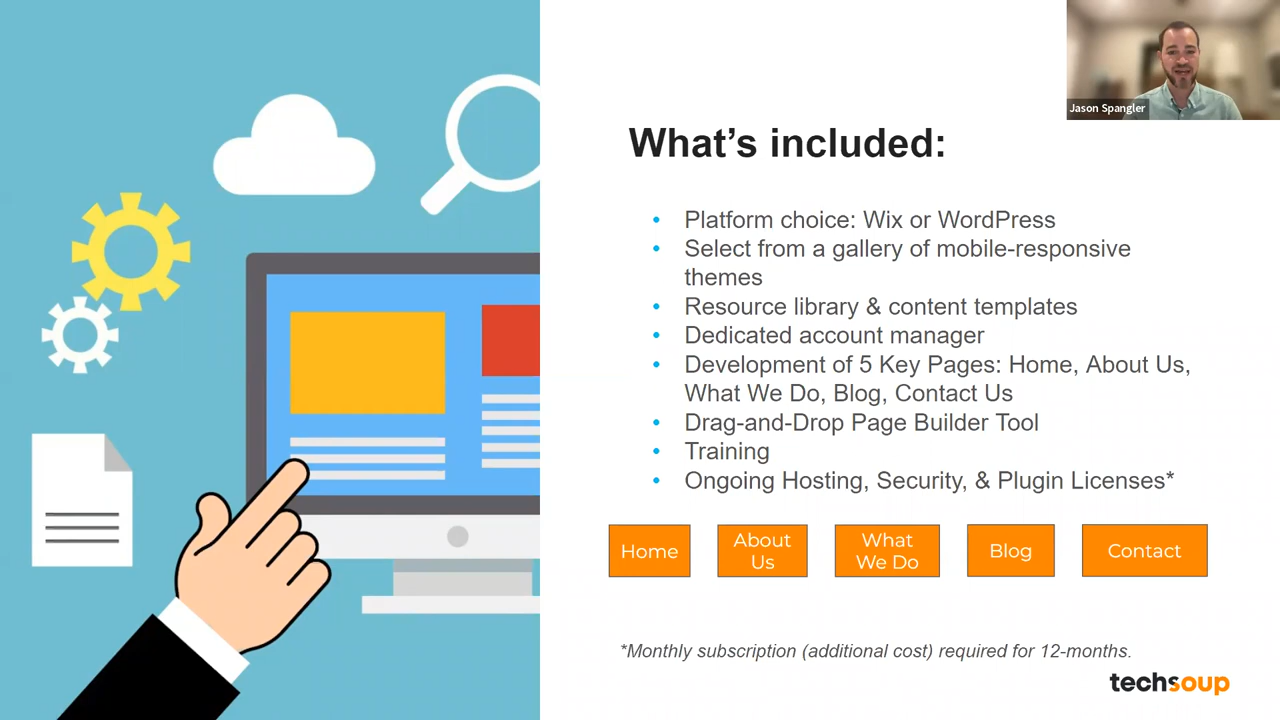 Jason Spangler
What's included:
• Platform choice: Wix or WordPress
• Select from a gallery of mobile-responsive
themes
• Resource library & content templates
• Dedicated account manager
• Development of 5 Key Pages: Home, About Us,
What We Do, Blog, Contact Us
• Drag-and-Drop Page Builder Tool
• Training
• Ongoing Hosting, Security, & Plugin Licenses*
Home
About
Us
What
We Do
Blog
Contact
*Monthly subscription (additional cost) required for 12-months.
techsoup